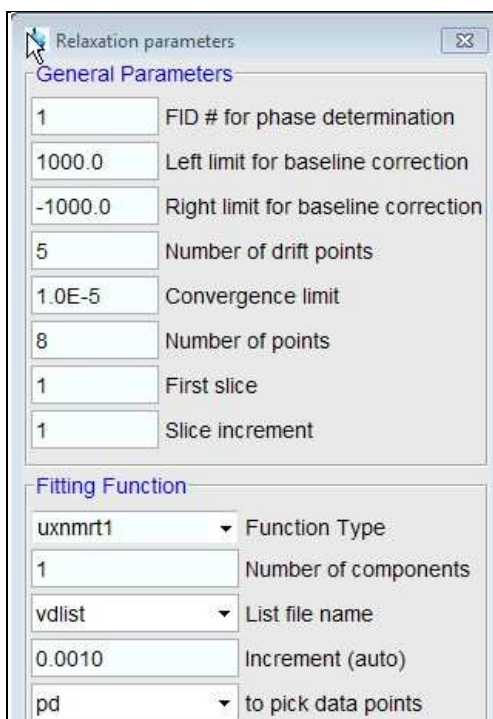 Relaxation parameters
General Parameters
1 FID # for phase determination
1000.0 Left limit for baseline correction
-1000.0 Right limit for baseline correction
5 Number of drift points
1.0E-5 Convergence limit
8 Number of points
1 First slice
1 Slice increment
Fitting Function
uxnmrt1 Function Type
1 Number of components
vdlist List file name
0.0010 Increment (auto)
pd to pick data points